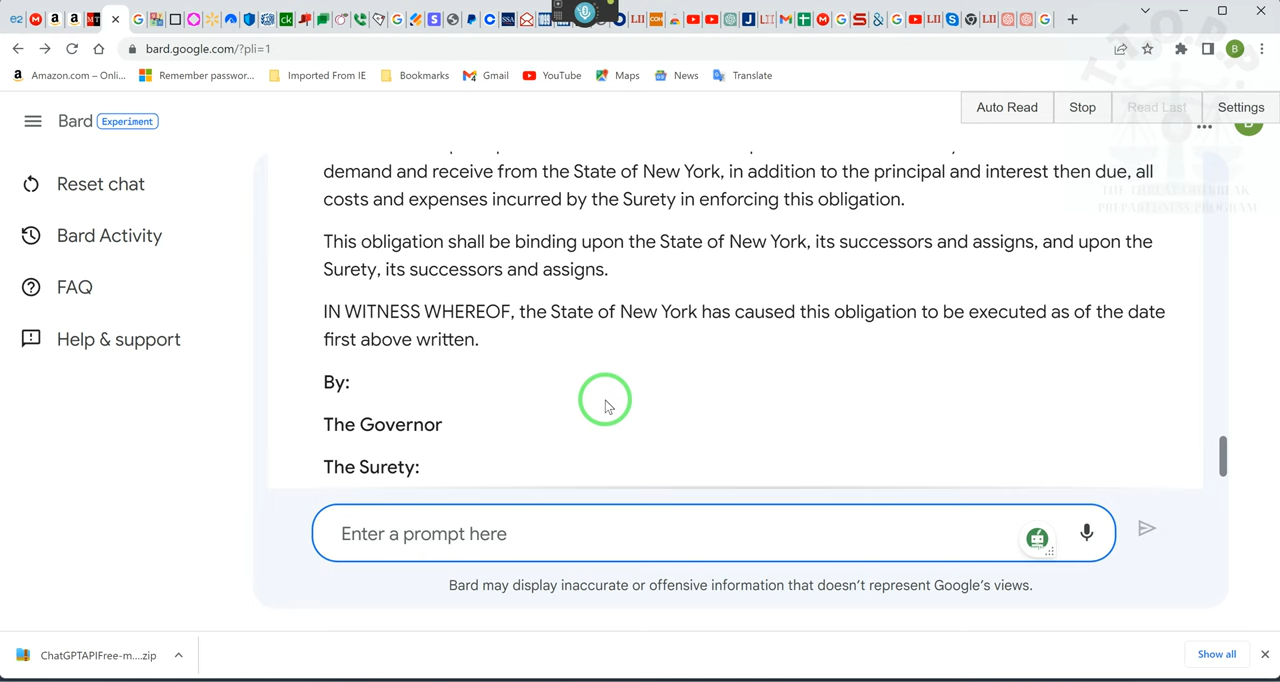 bard.google.com/?pli=1
Amazon.com – Onli... Remember passwor... Imported From IE Bookmarks Gmail YouTube Maps News Translate
Auto Read Stop Read Last Settings
Bard Experiment
Reset chat
Bard Activity
FAQ
Help & support
demand and receive from the State of New York, in addition to the principal and interest then due, all
costs and expenses incurred by the Surety in enforcing this obligation.
This obligation shall be binding upon the State of New York, its successors and assigns, and upon the
Surety, its successors and assigns.
IN WITNESS WHEREOF, the State of New York has caused this obligation to be executed as of the date
first above written.
By:
The Governor
The Surety:
Enter a prompt here
Bard may display inaccurate or offensive information that doesn't represent Google's views.
ChatGPTAPIFree-m....zip
Show all
T.T.O.P.P
THE THREAT OUTBREAK
PREPAREDNESS PROGRAM